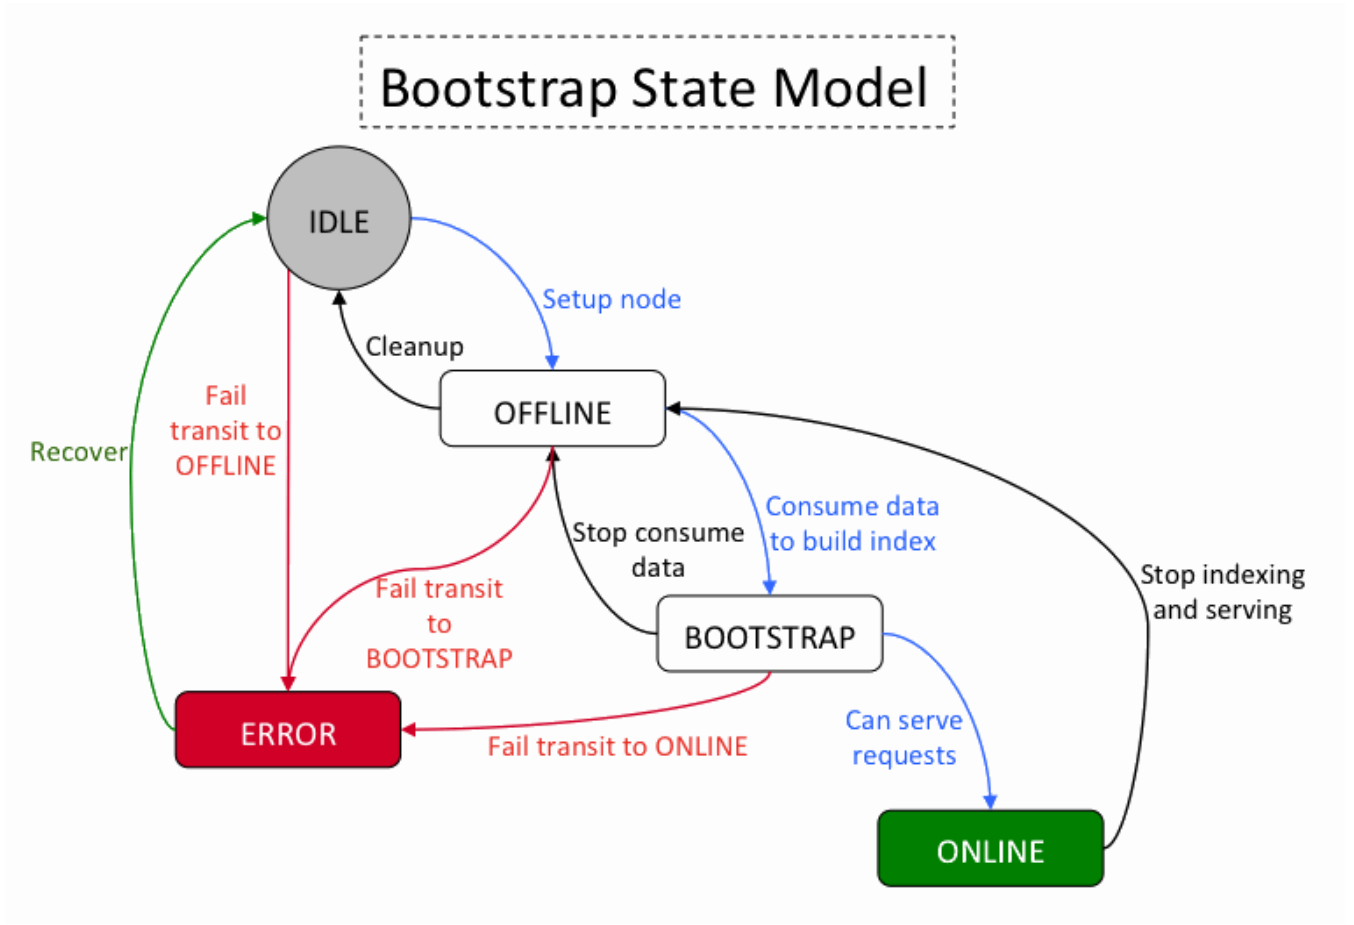 Bootstrap State Model
IDLE
Setup node
Cleanup
Fail
transit to
OFFLINE
OFFLINE
Recover
Consume data
to build index
Stop consume
data
Stop indexing
and serving
Fail transit
to
BOOTSTRAP
BOOTSTRAP
ERROR
Fail transit to ONLINE
Can serve
requests
ONLINE